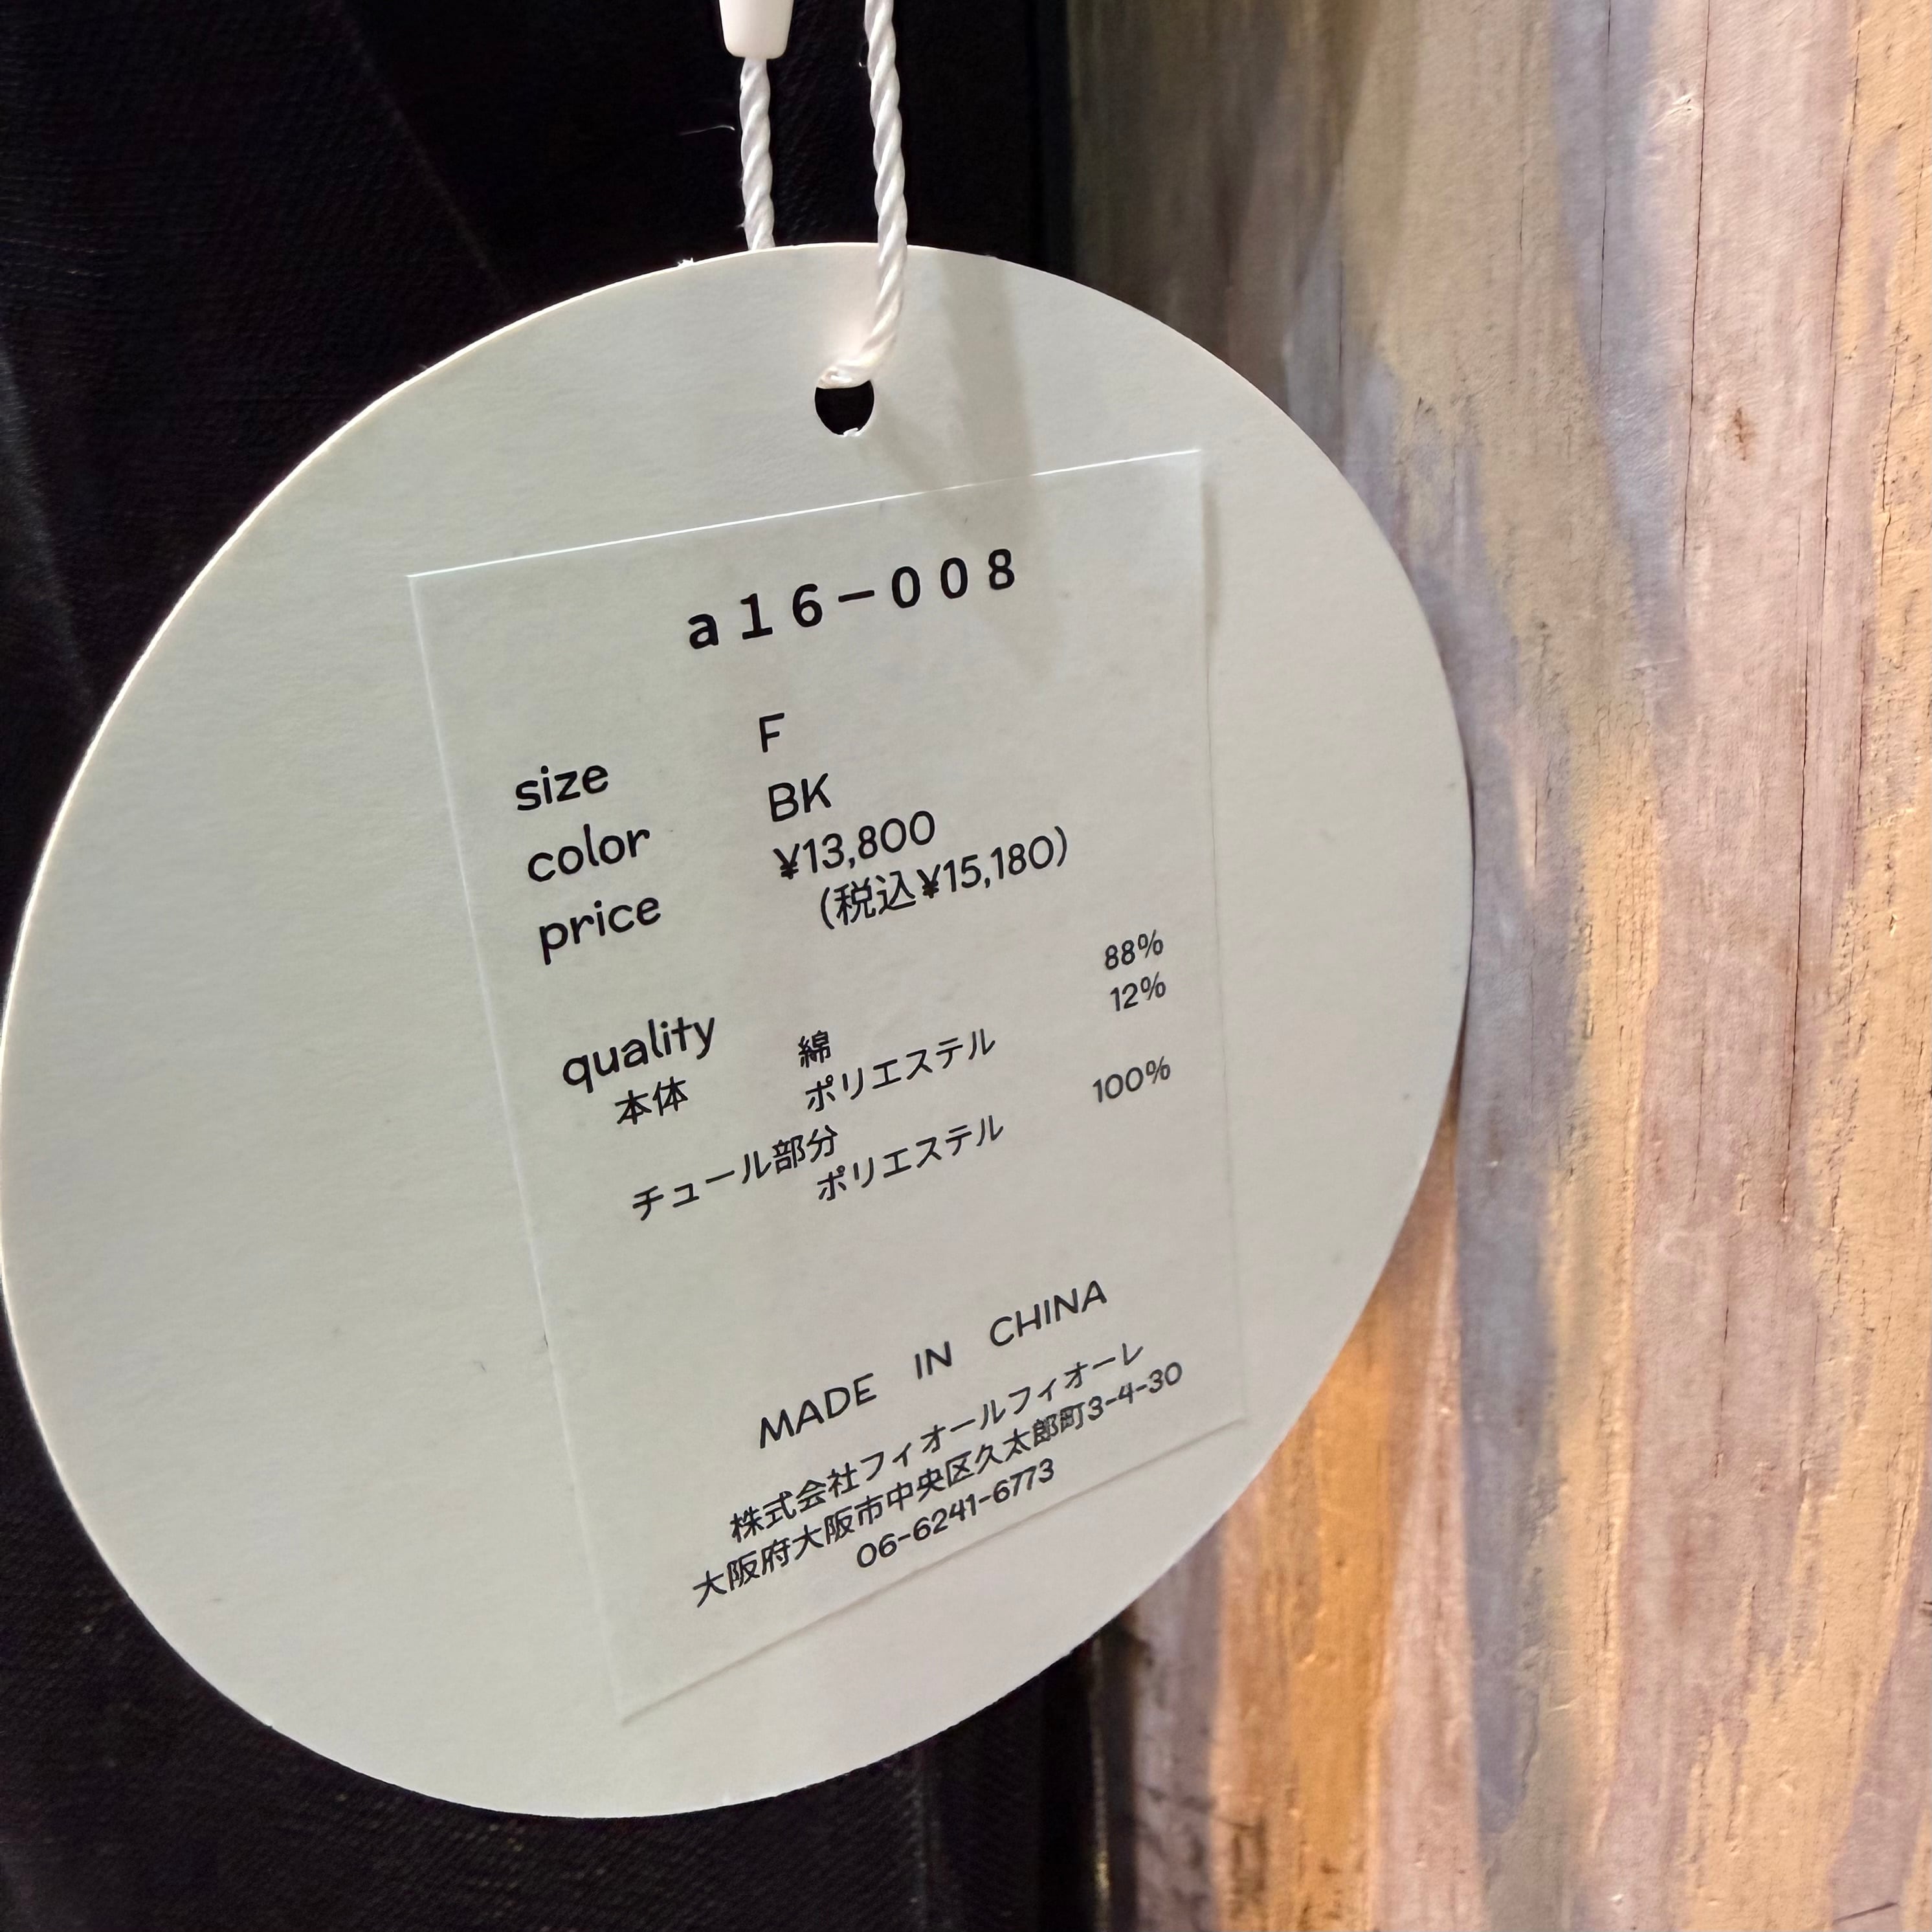 a16-008
size F
color BK
price ¥13,800
(税込¥15,180)
quality
本体 綿 88%
ポリエステル 12%
チュール部分
ポリエステル 100%
MADE IN CHINA
株式会社フィオールフィオーレ
大阪府大阪市中央区久太郎町3-4-30
06-6241-6773